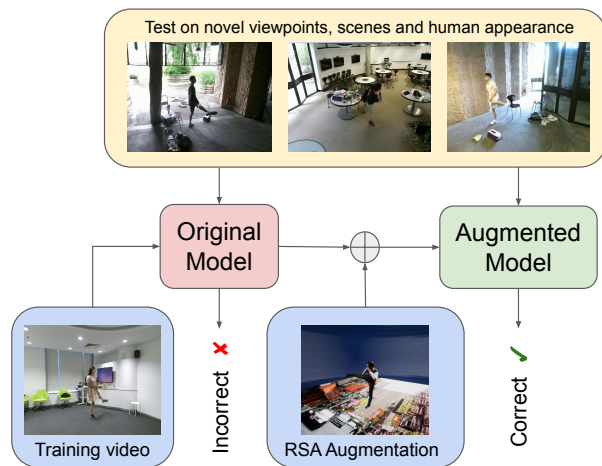 Test on novel viewpoints, scenes and human appearance
Original
Model
Augmented
Model
Incorrect
Correct
Training video
RSA Augmentation